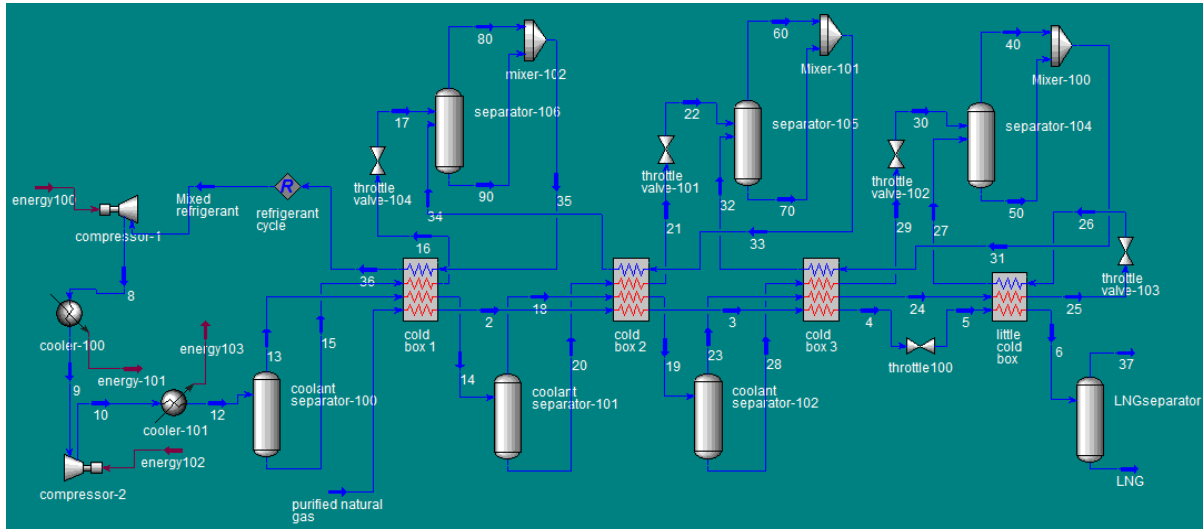 80
60
40
mixer-102
Mixer-101
Mixer-100
17
separator-106
22
separator-105
30
separator-104
throttle
valve-104
34
90
35
throttle
valve-101
32
70
throttle
valve-102
27
50
energy100
Mixed
refrigerant
R
refrigerant
cycle
16
21
33
29
31
26
compressor-1
36
throttle
valve-103
8
cooler-100
energy103
13
15
cold
box 1
2
18
cold
box 2
3
cold
box 3
4
24
5
little
cold
box
25
6
energy-101
9
10
cooler-101
12
coolant
separator-100
14
20
coolant
separator-101
19
23
28
coolant
separator-102
throttle100
37
LNGseparator
energy102
compressor-2
purified natural
gas
LNG